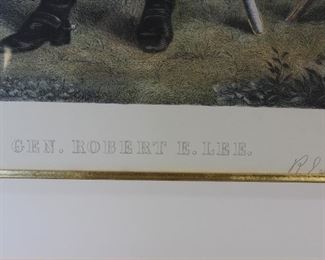 GEN. ROBERT E. LEE.